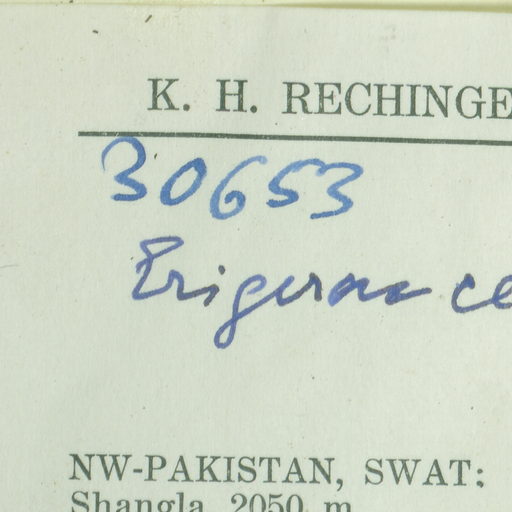 K. H. RECHINGE
30653
Erigeron ce
NW-PAKISTAN, SWAT:
Shangla, 2050 m